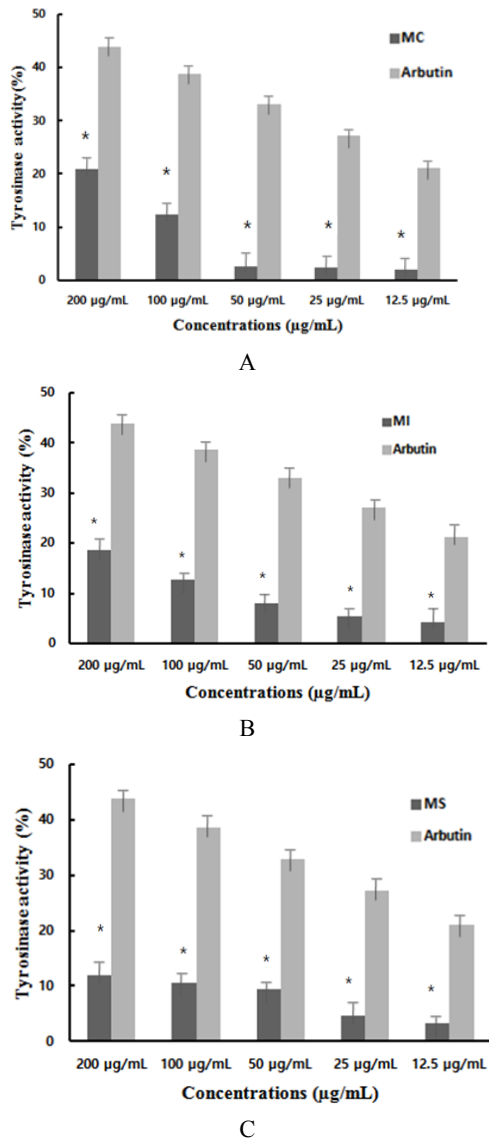 50
40
30
20
10
0
Tyrosinase activity(%)
MC
Arbutin
*
*
*
*
*
200 µg/mL 100 µg/mL 50 µg/mL 25 µg/mL 12.5 µg/mL
Concentrations (µg/mL)
A
50
40
30
20
10
0
Tyrosinase activity (%)
MI
Arbutin
*
*
*
*
*
200 µg/mL 100 µg/mL 50 µg/mL 25 µg/mL 12.5 µg/mL
Concentrations (µg/mL)
B
50
40
30
20
10
0
Tyrosinase activity (%)
MS
Arbutin
*
*
*
*
*
200 µg/mL 100 µg/mL 50 µg/mL 25 µg/mL 12.5 µg/mL
Concentrations (µg/mL)
C